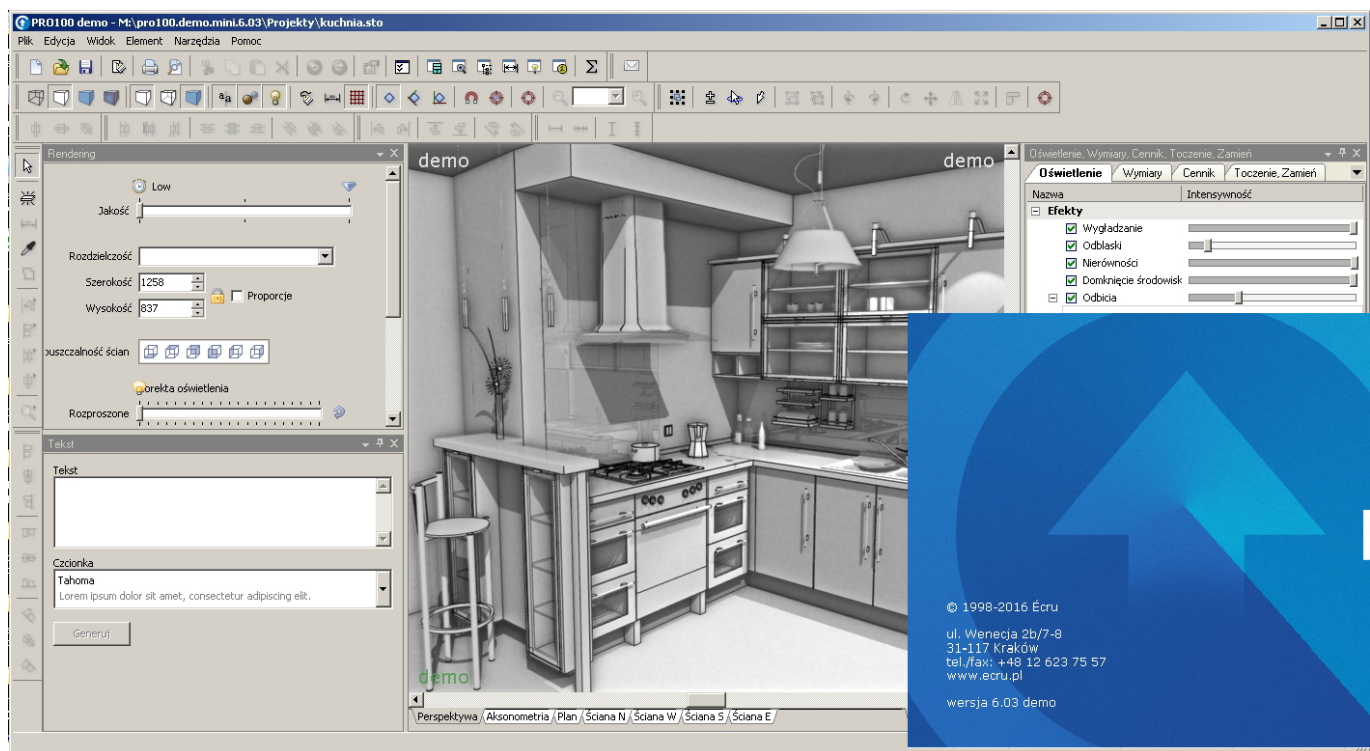 PRO100 demo - M:\pro100.demo.mini.6.03\Projekty\kuchnia.sto
Plik Edycja Widok Element Narzędzia Pomoc
Rendering
Low
Jakość
Rozdzielczość
Szerokość 1258
Wysokość 837
Proporcje
ouszczalność ścian
orekta oświetlenia
Rozproszone
Tekst
Tekst
Czcionka
Tahoma
Lorem ipsum dolor sit amet, consectetur adipiscing elit.
Generuj
demo
demo
demo
Perspektywa Aksonometria Plan Ściana N Ściana W Ściana S Ściana E
Oświetlenie, Wymiary, Cennik, Toczenie, Zamień
Oświetlenie Wymiary Cennik Toczenie, Zamień
Nazwa Intensywność
Efekty
Wygładzanie
Odblaski
Nierówności
Domknięcie środowisk
Odbicia
© 1998-2016 Écru
ul. Wenecja 2b/7-8
31-117 Kraków
tel./fax: +48 12 623 75 57
www.ecru.pl
wersja 6.03 demo